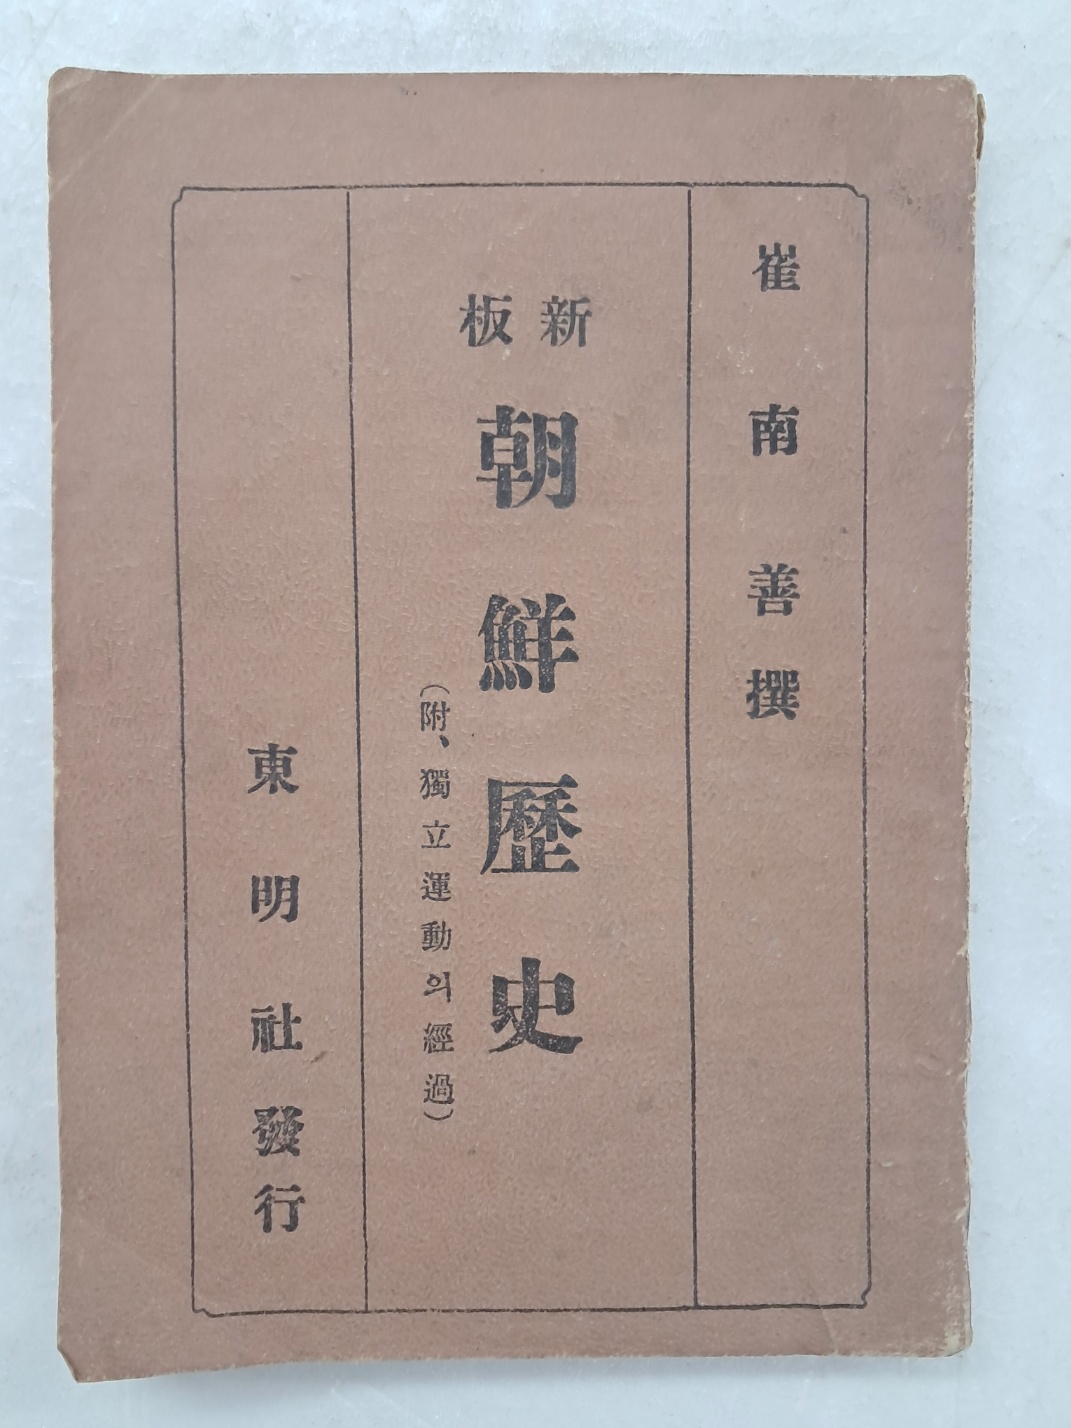 崔南善撰
新板
朝鮮歷史
(附、獨立運動의經過)
東明社發行